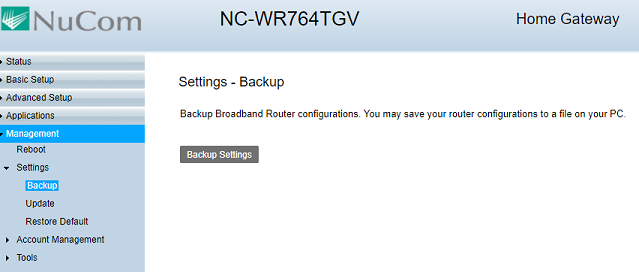 NuCom
NC-WR764TGV
Home Gateway
Status
Basic Setup
Advanced Setup
Applications
Management
Reboot
Settings
Backup
Update
Restore Default
Account Management
Tools
Settings - Backup
Backup Broadband Router configurations. You may save your router configurations to a file on your PC.
Backup Settings